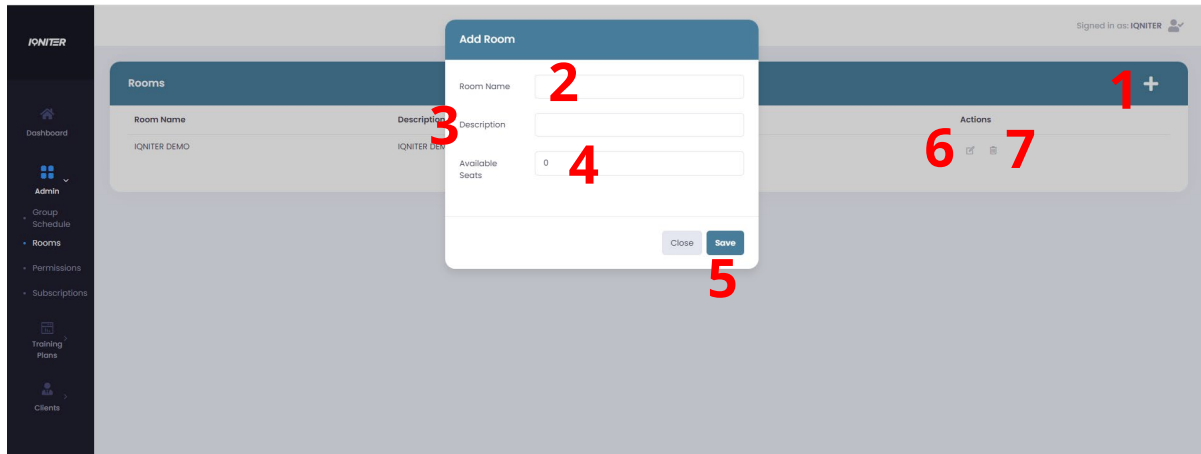 IQNITER
Signed in as: IQNITER
Add Room
Rooms
1
Room Name
2
Room Name
Description
3
Description
Actions
Dashboard
IQNITER DEMO
IQNITER DEM
Available
Seats
0
4
6
7
Admin
Group
Schedule
Rooms
Close
Save
5
Permissions
Subscriptions
Training
Plans
Clients